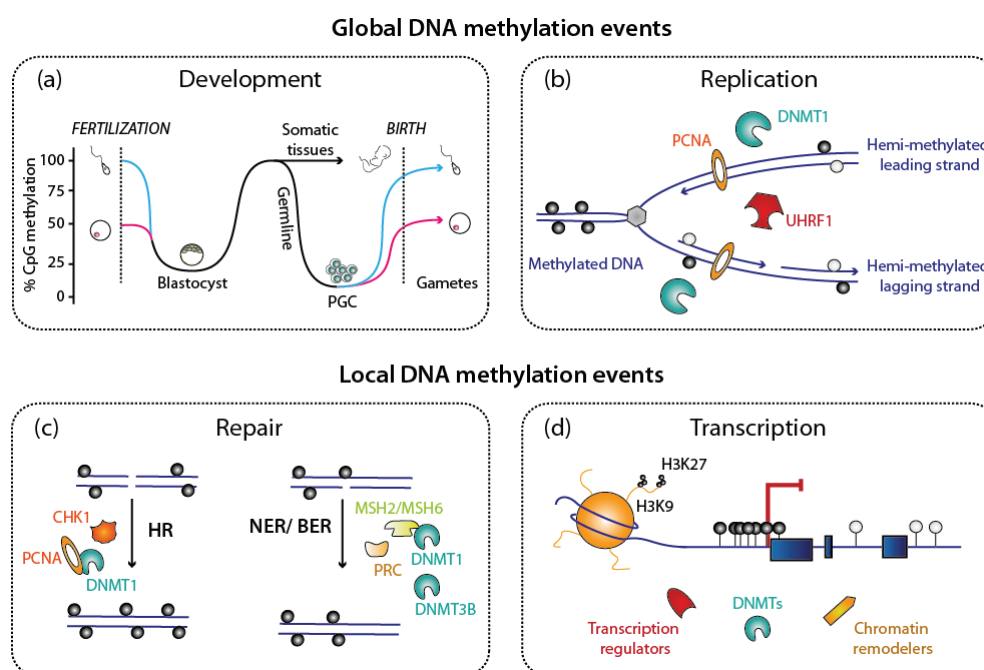 Global DNA methylation events
(a)
Development
FERTILIZATION
Somatic
tissues
BIRTH
% CpG methylation
100
75
50
25
0
Germline
Blastocyst
PGC
Gametes
(b)
Replication
DNMT1
PCNA
Hemi-methylated
leading strand
UHRF1
Methylated DNA
Hemi-methylated
lagging strand
Local DNA methylation events
(c)
Repair
CHK1
HR
PCNA
DNMT1
NER/ BER
MSH2/MSH6
DNMT1
PRC
DNMT3B
(d)
Transcription
H3K27
H3K9
Transcription
regulators
DNMTs
Chromatin
remodelers